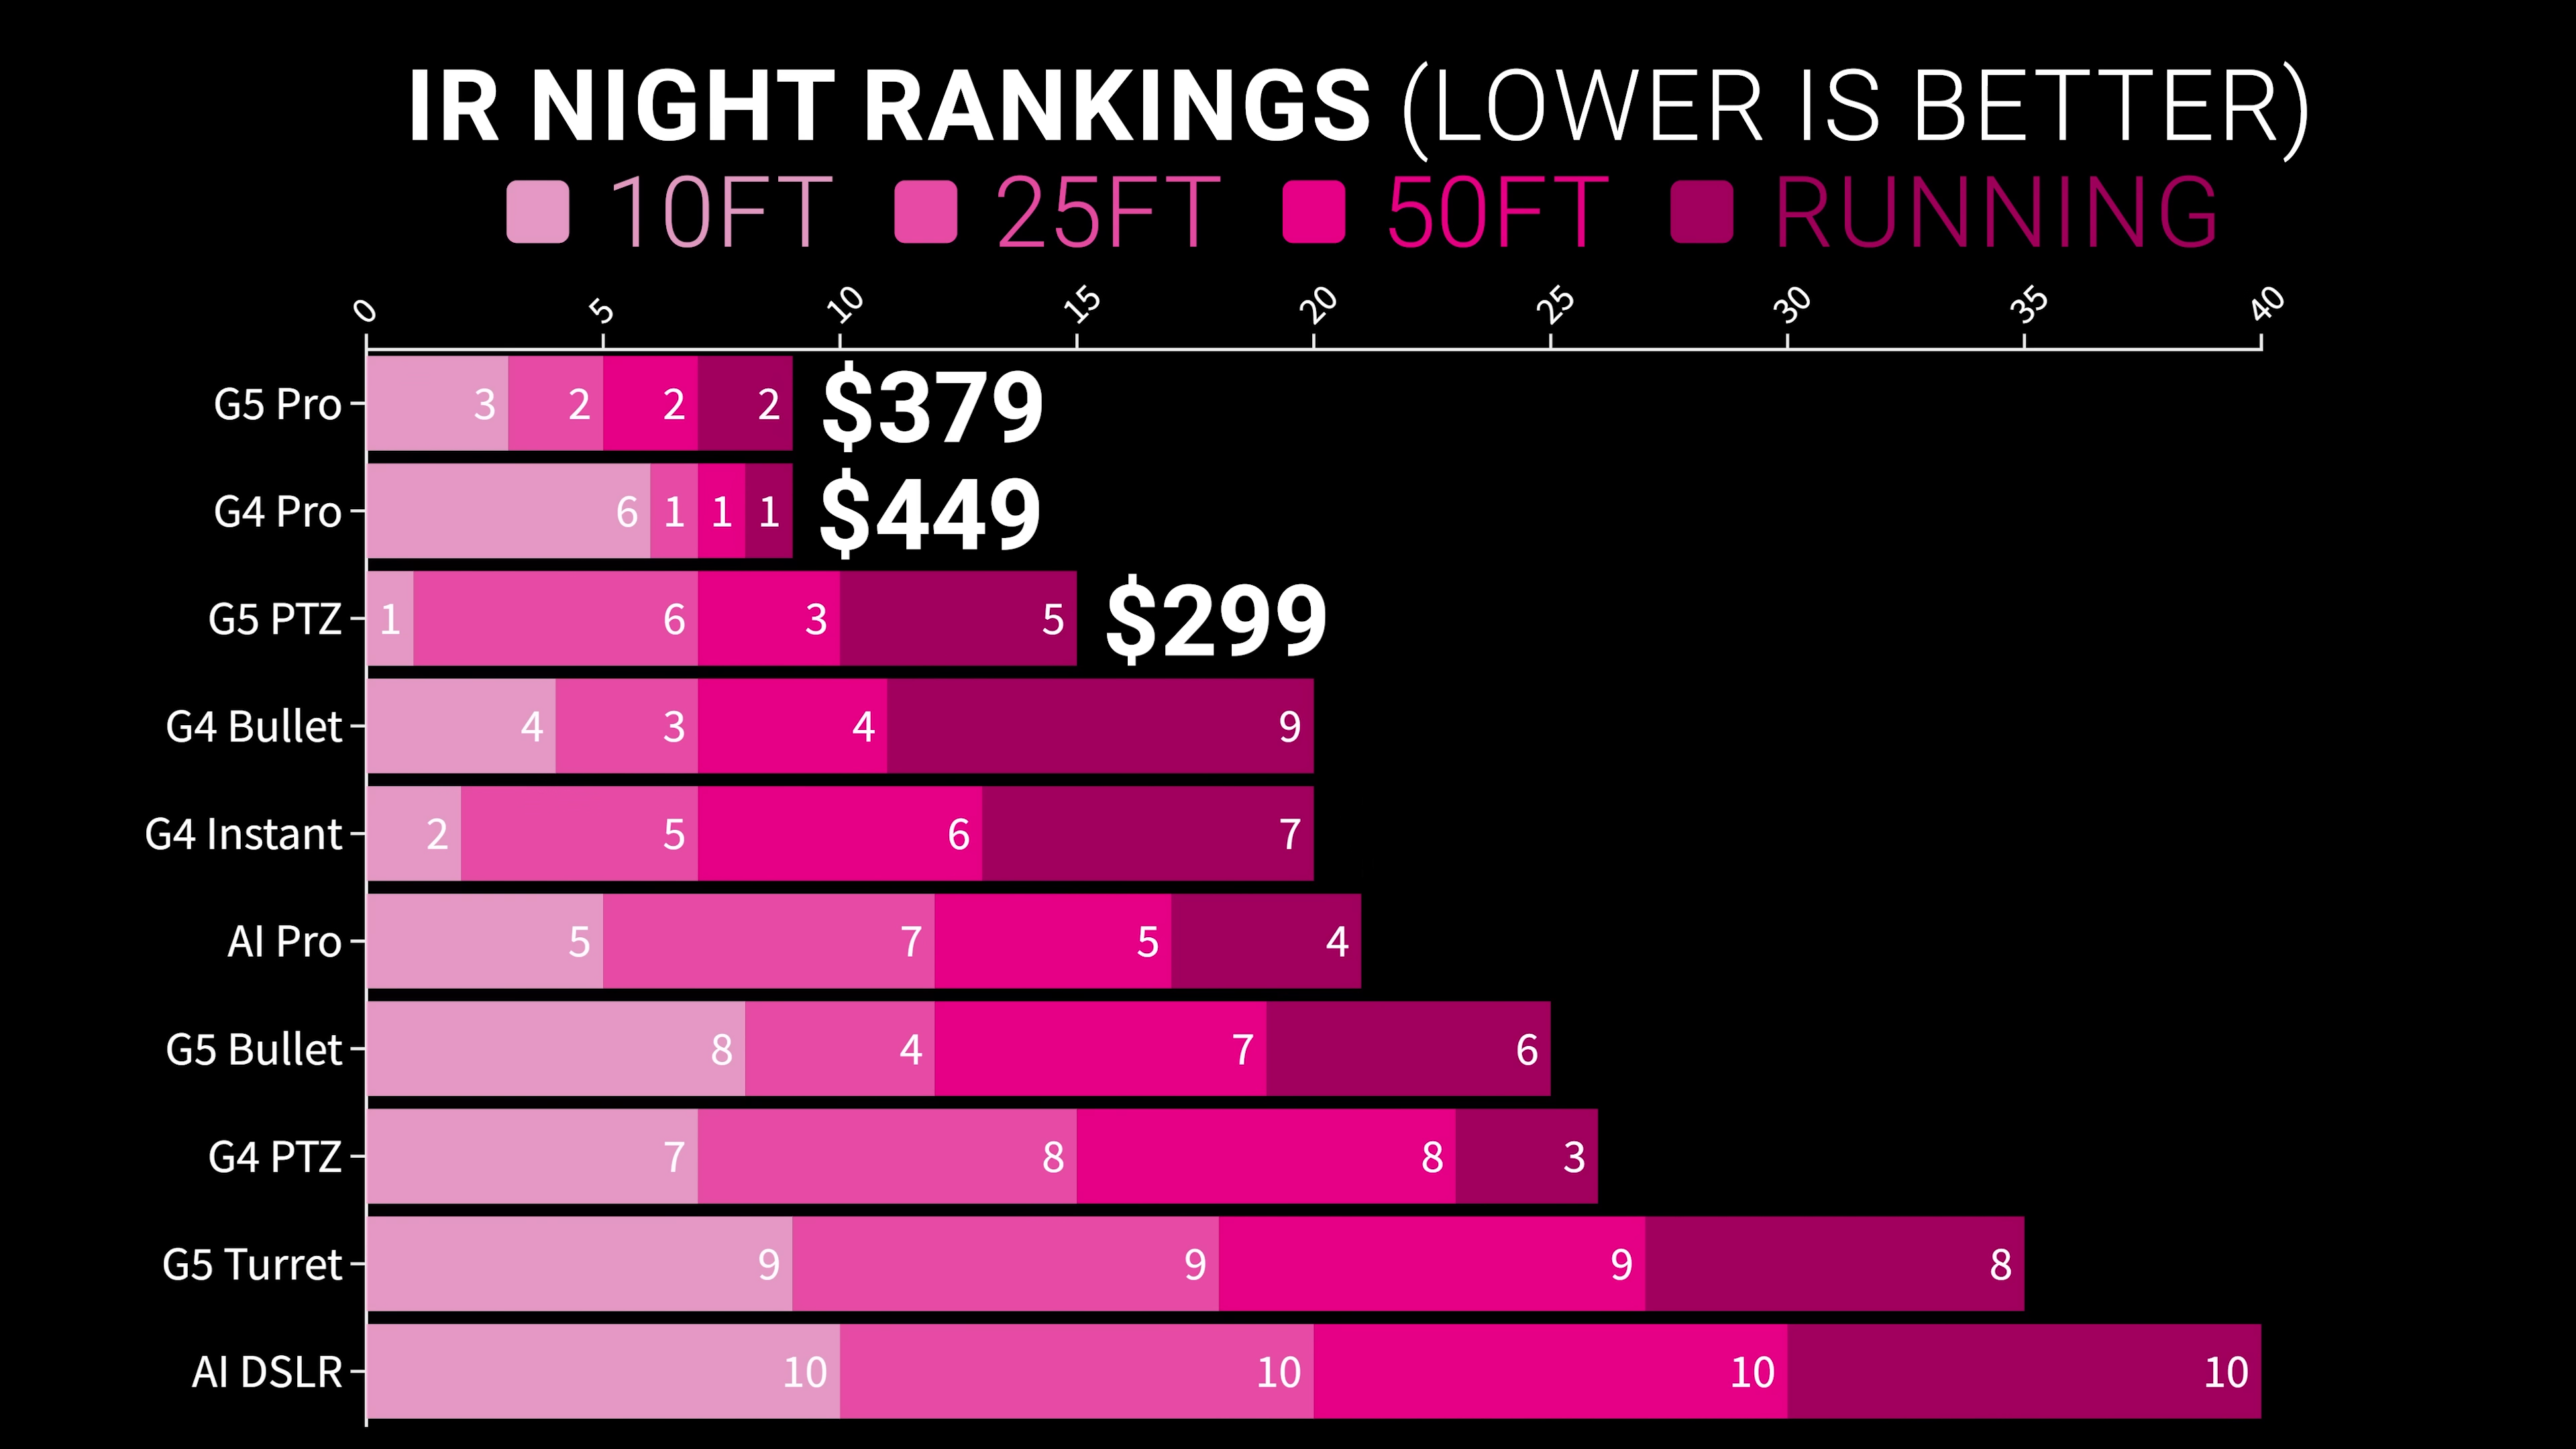 IR NIGHT RANKINGS (LOWER IS BETTER)
10FT 25FT 50FT RUNNING
0 5 10 15 20 25 30 35 40
G5 Pro 3 2 2 2 $379
G4 Pro 6 1 1 1 $449
G5 PTZ 1 6 3 5 $299
G4 Bullet 4 3 4 9
G4 Instant 2 5 6 7
AI Pro 5 7 5 4
G5 Bullet 8 4 7 6
G4 PTZ 7 8 8 3
G5 Turret 9 9 9 8
AI DSLR 10 10 10 10